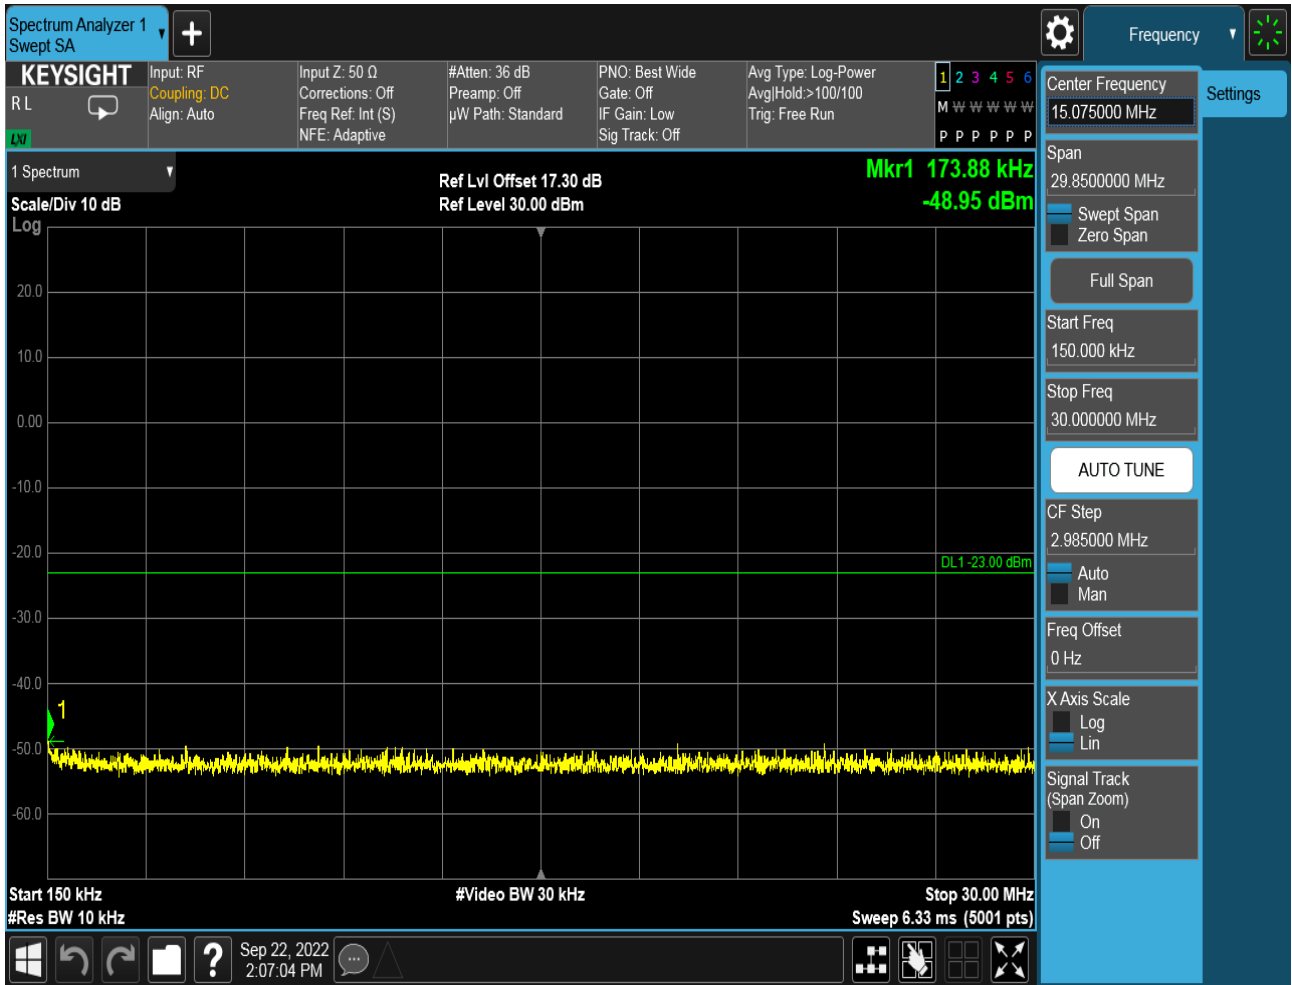 Spectrum Analyzer 1
Swept SA
Frequency
KEYSIGHT
R L
LXI
Input: RF
Coupling: DC
Align: Auto
Input Z: 50 Ω
Corrections: Off
Freq Ref: Int (S)
NFE: Adaptive
#Atten: 36 dB
Preamp: Off
µW Path: Standard
PNO: Best Wide
Gate: Off
IF Gain: Low
Sig Track: Off
Avg Type: Log-Power
Avg|Hold:>100/100
Trig: Free Run
1 2 3 4 5 6
M W W W W W
P P P P P P
1 Spectrum
Scale/Div 10 dB
Log
Ref Lvl Offset 17.30 dB
Ref Level 30.00 dBm
Mkr1 173.88 kHz
-48.95 dBm
20.0
10.0
0.00
-10.0
-20.0
-30.0
-40.0
-50.0
-60.0
DL1 -23.00 dBm
1
Start 150 kHz
#Res BW 10 kHz
#Video BW 30 kHz
Stop 30.00 MHz
Sweep 6.33 ms (5001 pts)
Center Frequency
15.075000 MHz
Settings
Span
29.8500000 MHz
Swept Span
Zero Span
Full Span
Start Freq
150.000 kHz
Stop Freq
30.000000 MHz
AUTO TUNE
CF Step
2.985000 MHz
Auto
Man
Freq Offset
0 Hz
X Axis Scale
Log
Lin
Signal Track
(Span Zoom)
On
Off
?
Sep 22, 2022
2:07:04 PM